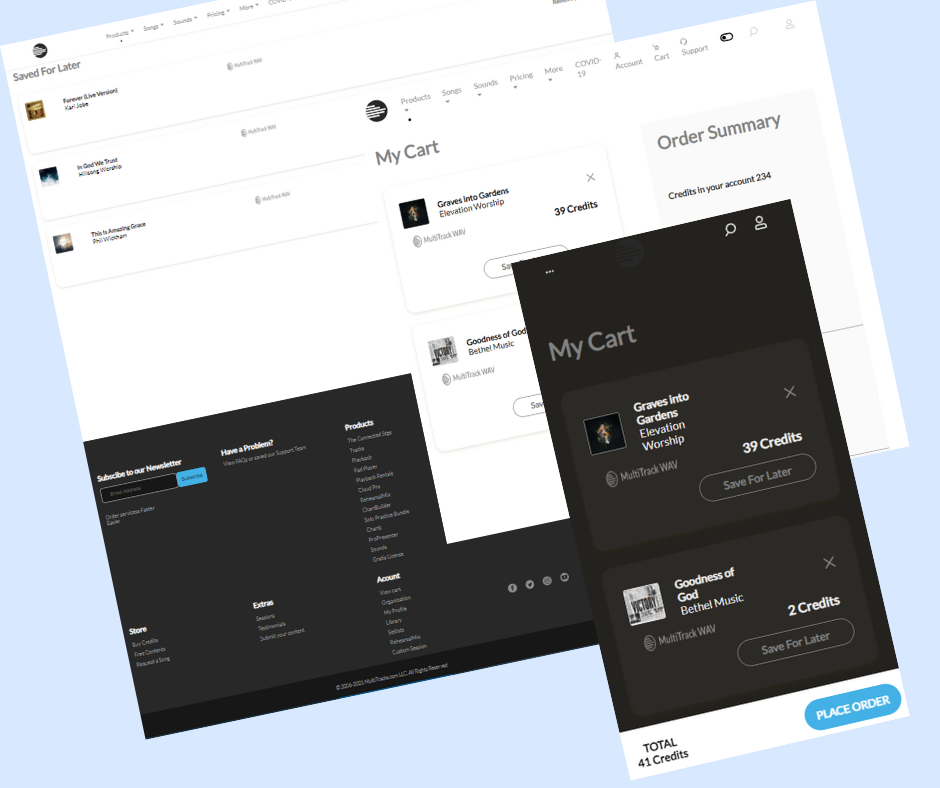 Products
Songs
Sounds
Pricing
More
Saved For Later
Forever (Live Version)
Kari Jobe
MultiTrack WAV
In God We Trust
Hillsong Worship
MultiTrack WAV
This Is Amazing Grace
Phil Wickham
MultiTrack WAV
Products
Songs
Sounds
Pricing
More
COVID-
19
Account
Cart
Support
My Cart
Graves Into Gardens
Elevation Worship
39 Credits
MultiTrack WAV
Goodness of God
Bethel Music
MultiTrack WAV
Order Summary
Credits in your account 234
My Cart
Graves into
Gardens
Elevation
Worship
39 Credits
MultiTrack WAV
Save For Later
Goodness of
God
Bethel Music
2 Credits
MultiTrack WAV
Save For Later
TOTAL
41 Credits
PLACE ORDER
Subscibe to our Newsletter
Email Address
Subscribe
Order services Faster
Easier
Have a Problem?
View FAQs or saved our Support Team
Products
The Connected Stge
Tracks
Playback
Pad Player
Playback Rentals
Cloud Pro
RehearsalMix
ChartBuilder
Solo Practice Bundle
Charts
ProPresenter
Sounds
Gratis License
Store
Buy Credits
Free Contents
Request a Song
Extras
Sessions
Testimonials
Submit your content
Acount
View cart
Organisation
My Profile
Library
Setlists
RehearsalMix
Custom Session
© 2006-2021 MultiTracks.com LLC. All Rights Reserved